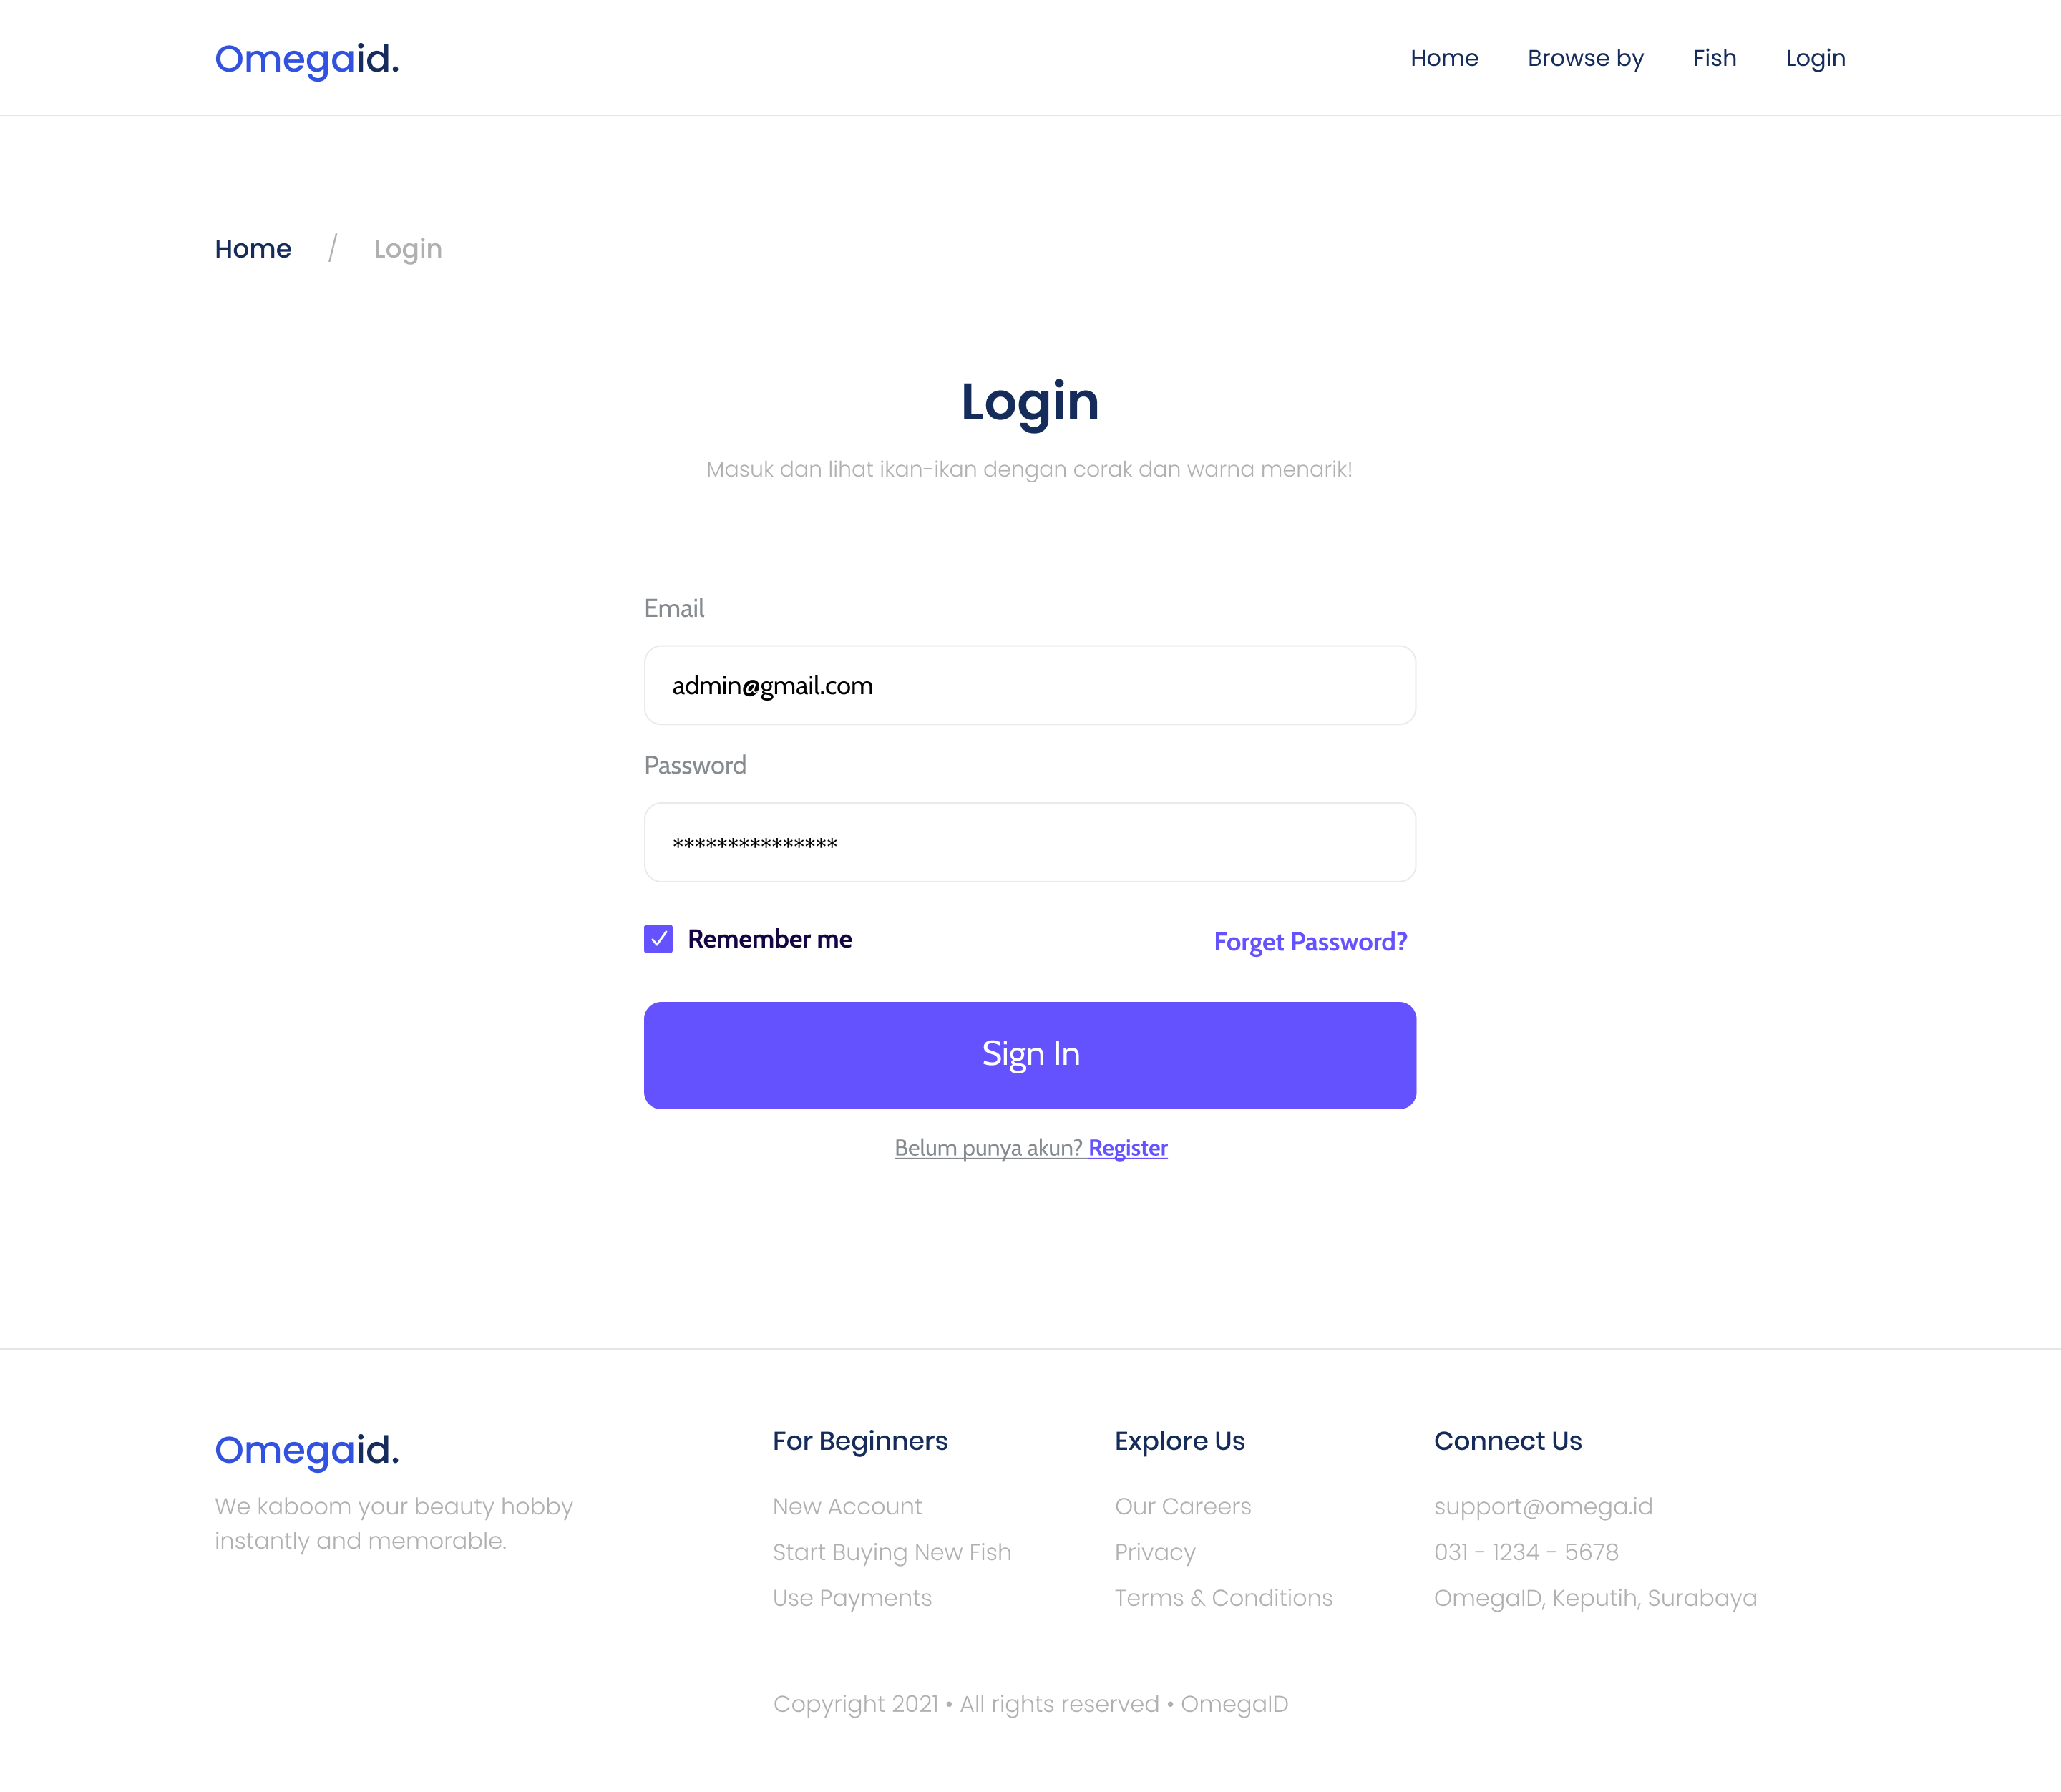 Omegaid.
Home Browse by Fish Login
Home / Login
Login
Masuk dan lihat ikan-ikan dengan corak dan warna menarik!
Email
admin@gmail.com
Password
***************
Remember me
Forget Password?
Sign In
Belum punya akun? Register
Omegaid.
We kaboom your beauty hobby
instantly and memorable.
For Beginners
New Account
Start Buying New Fish
Use Payments
Explore Us
Our Careers
Privacy
Terms & Conditions
Connect Us
support@omega.id
031 - 1234 - 5678
OmegaID, Keputih, Surabaya
Copyright 2021 • All rights reserved • OmegaID